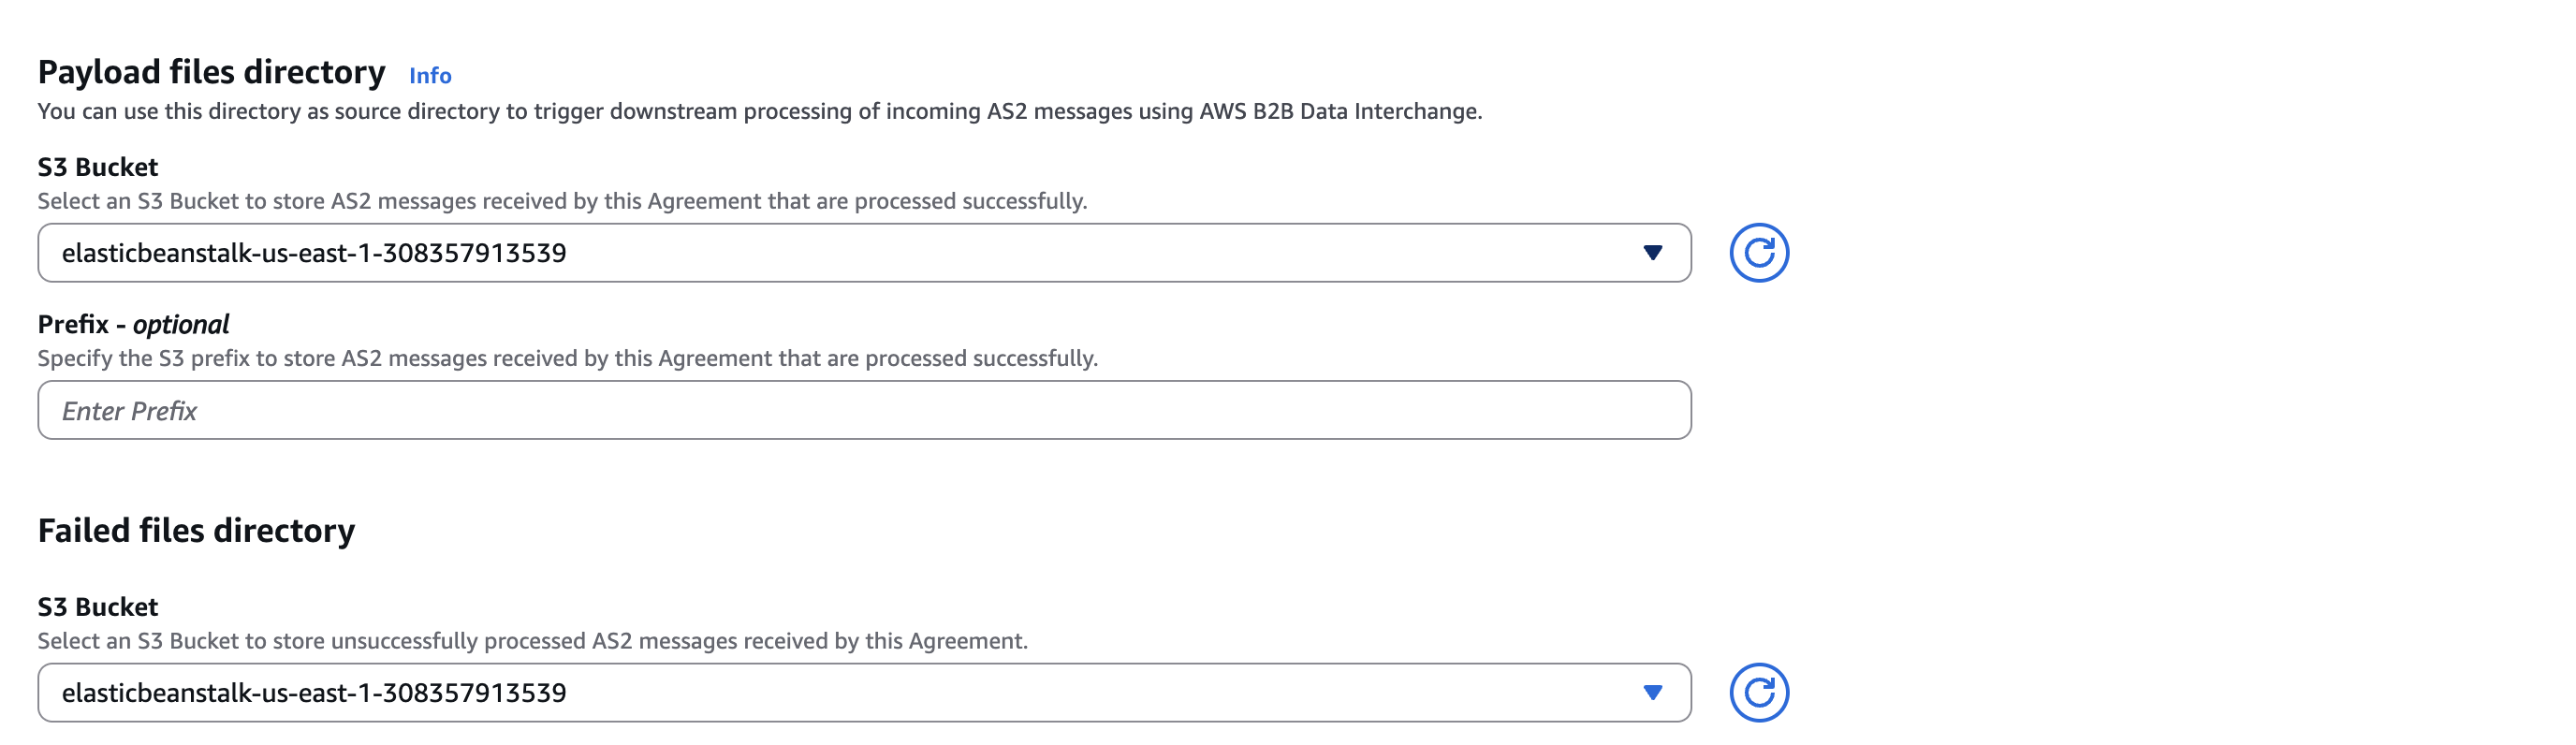 Payload files directory Info
You can use this directory as source directory to trigger downstream processing of incoming AS2 messages using AWS B2B Data Interchange.
S3 Bucket
Select an S3 Bucket to store AS2 messages received by this Agreement that are processed successfully.
elasticbeanstalk-us-east-1-308357913539
Prefix - optional
Specify the S3 prefix to store AS2 messages received by this Agreement that are processed successfully.
Enter Prefix
Failed files directory
S3 Bucket
Select an S3 Bucket to store unsuccessfully processed AS2 messages received by this Agreement.
elasticbeanstalk-us-east-1-308357913539